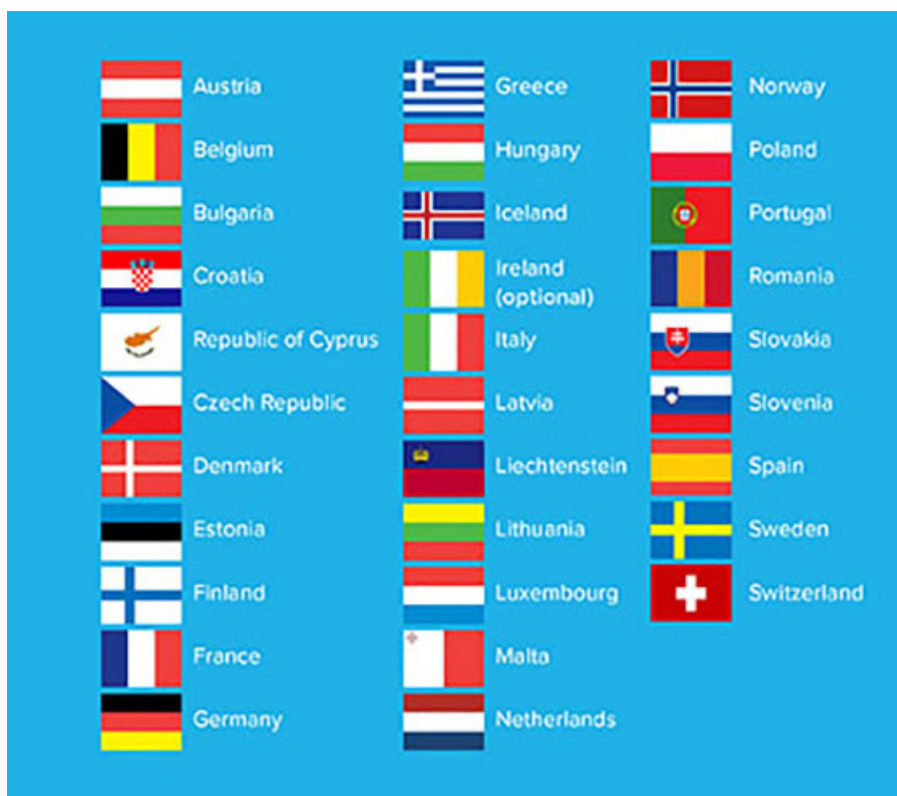 Austria
Belgium
Bulgaria
Croatia
Republic of Cyprus
Czech Republic
Denmark
Estonia
Finland
France
Germany
Greece
Hungary
Iceland
Ireland
(optional)
Italy
Latvia
Liechtenstein
Lithuania
Luxembourg
Malta
Netherlands
Norway
Poland
Portugal
Romania
Slovakia
Slovenia
Spain
Sweden
Switzerland